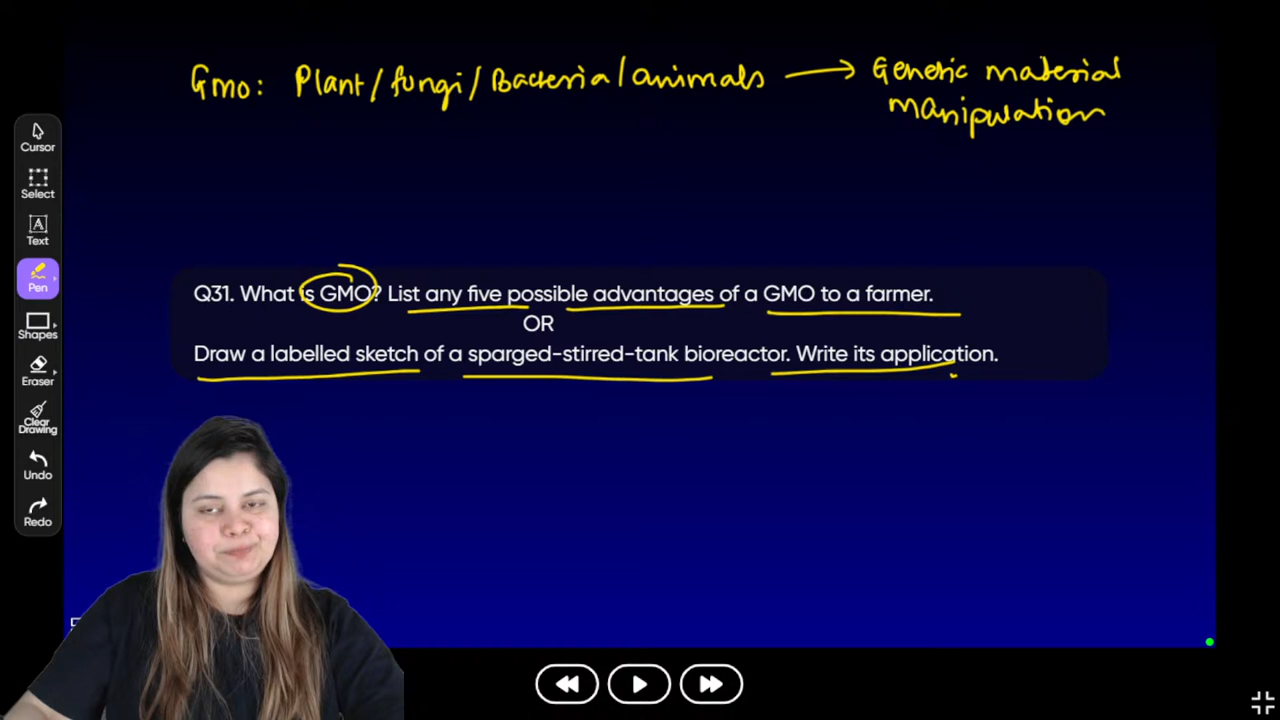 Gmo: Plant/fungi/Bacteria/animals → Genetic material
manipulation
Cursor
Select
Text
Pen
Shapes
Eraser
Clear
Drawing
Undo
Redo
Q31. What is GMO? List any five possible advantages of a GMO to a farmer.
OR
Draw a labelled sketch of a sparged-stirred-tank bioreactor. Write its application.